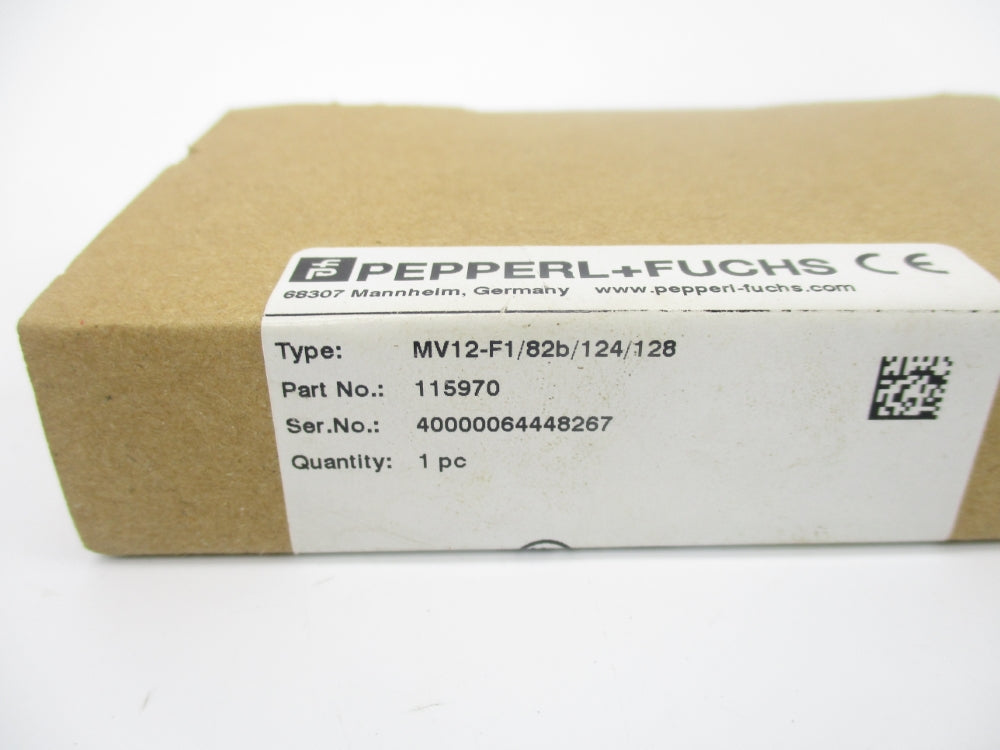 PEPPERL+FUCHS CE
68307 Mannheim, Germany www.pepperl-fuchs.com
Type: MV12-F1/82b/124/128
Part No.: 115970
Ser.No.: 40000064448267
Quantity: 1 pc